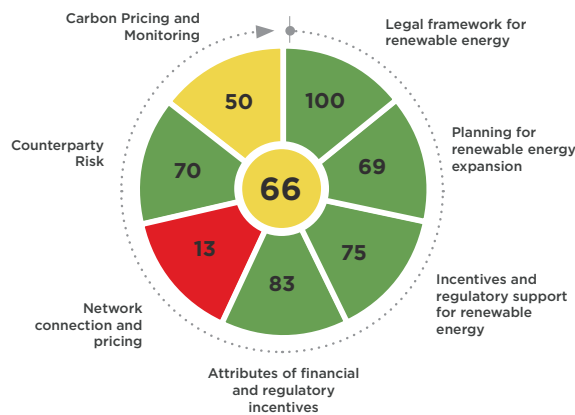 Legal framework for
renewable energy
100
Planning for
renewable energy
expansion
69
Incentives and
regulatory support
for renewable
energy
75
Attributes of financial
and regulatory
incentives
83
Network
connection and
pricing
13
Counterparty
Risk
70
Carbon Pricing and
Monitoring
50
66